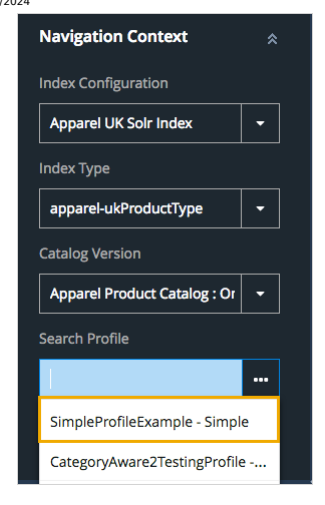 /2024
Navigation Context
Index Configuration
Apparel UK Solr Index
Index Type
apparel-ukProductType
Catalog Version
Apparel Product Catalog : Or
Search Profile
SimpleProfileExample - Simple
CategoryAware2TestingProfile -...